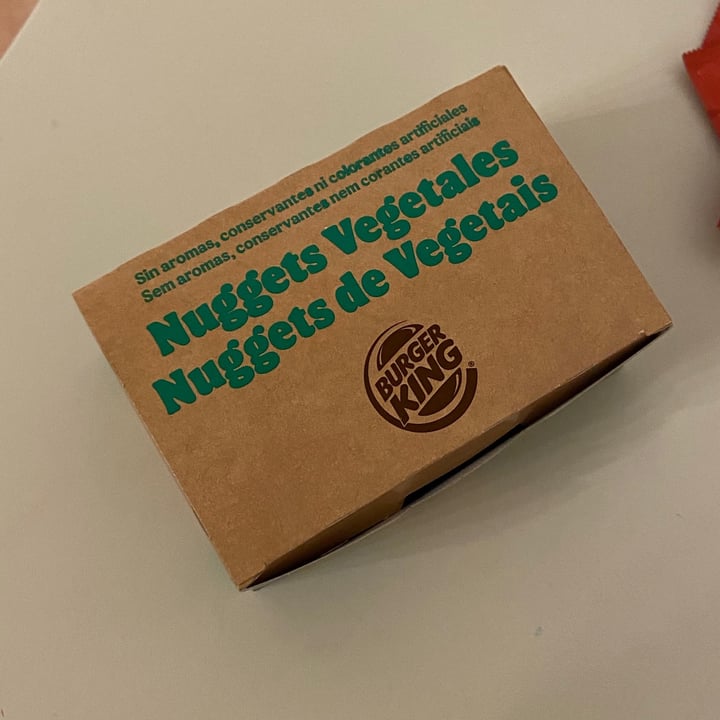 Sin aromas, conservantes ni colorantes artificiales
Sem aromas, conservantes nem corantes artificiais
Nuggets Vegetales
Nuggets de Vegetais
BURGER
KING
®